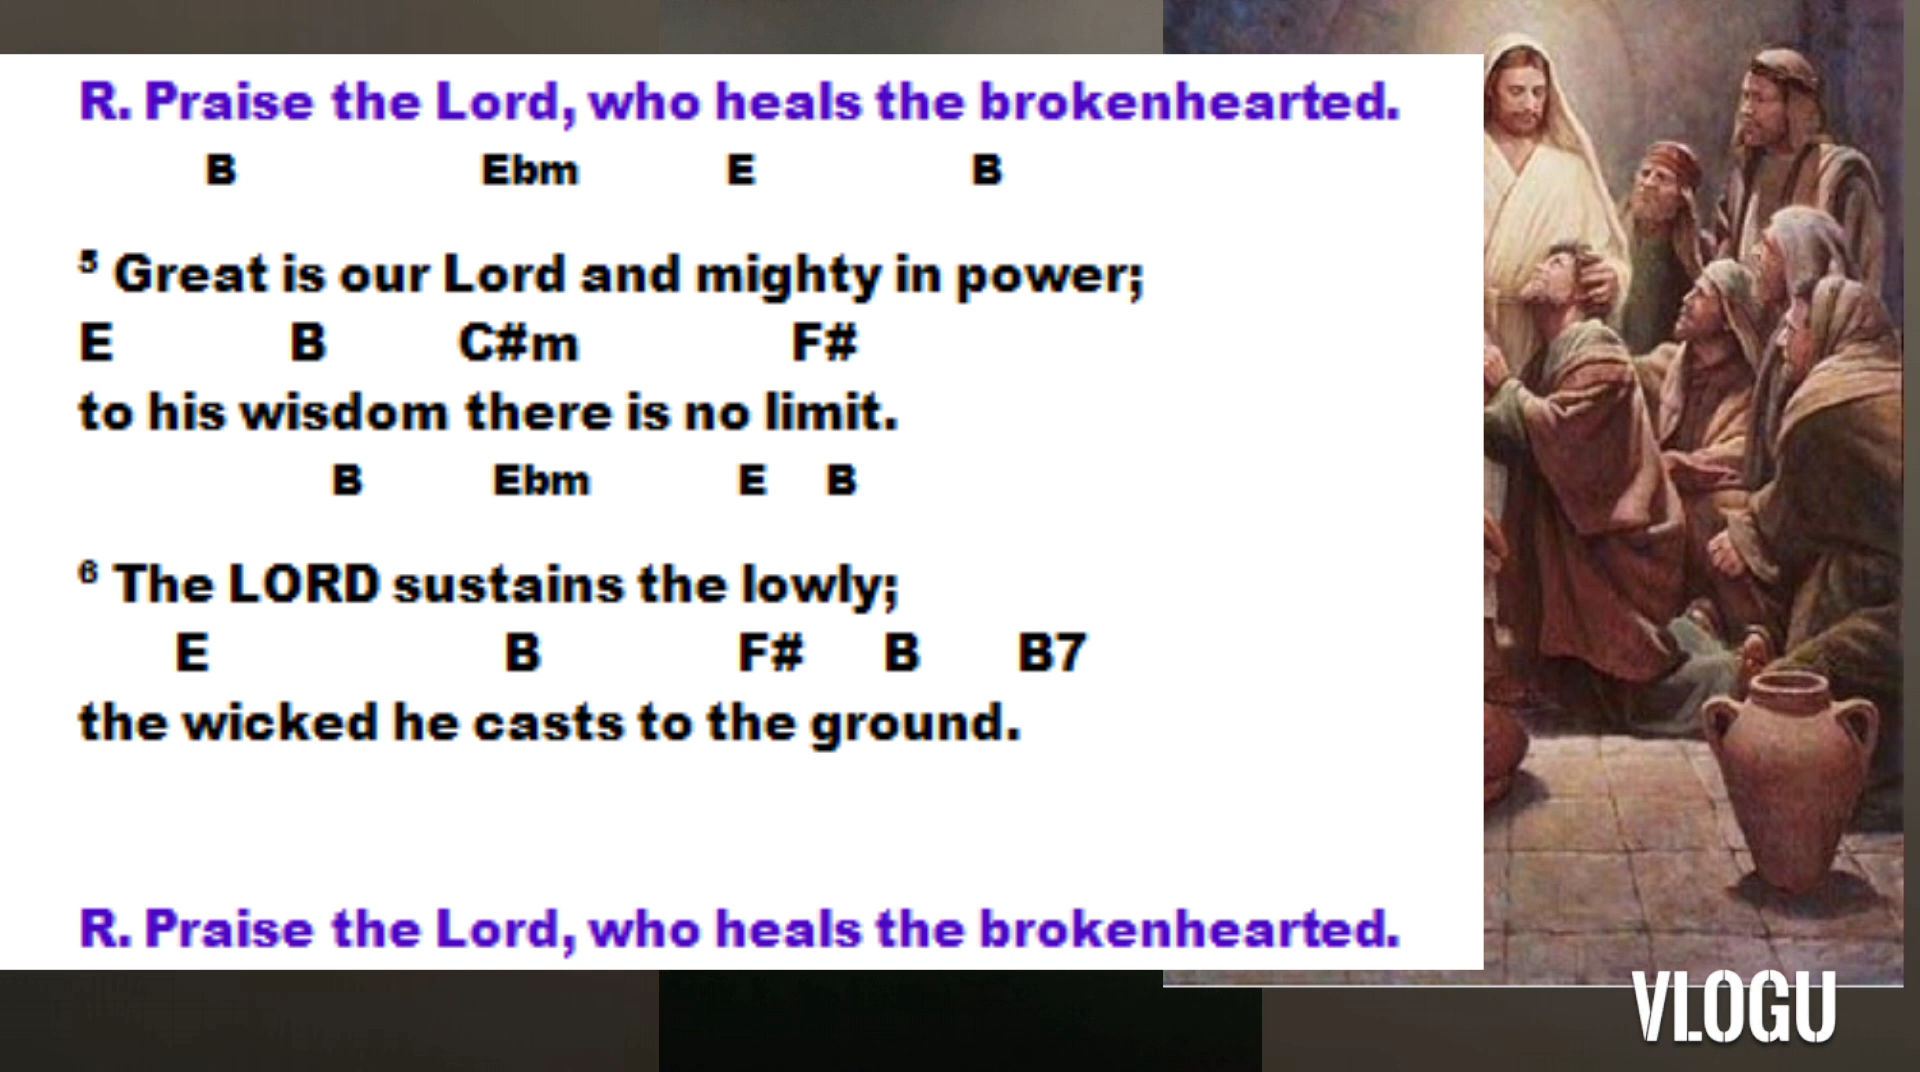 R. Praise the Lord, who heals the brokenhearted.
B Ebm E B
5 Great is our Lord and mighty in power;
E B C#m F#
to his wisdom there is no limit.
B Ebm E B
6 The LORD sustains the lowly;
E B F# B B7
the wicked he casts to the ground.
R. Praise the Lord, who heals the brokenhearted.
VLOGU